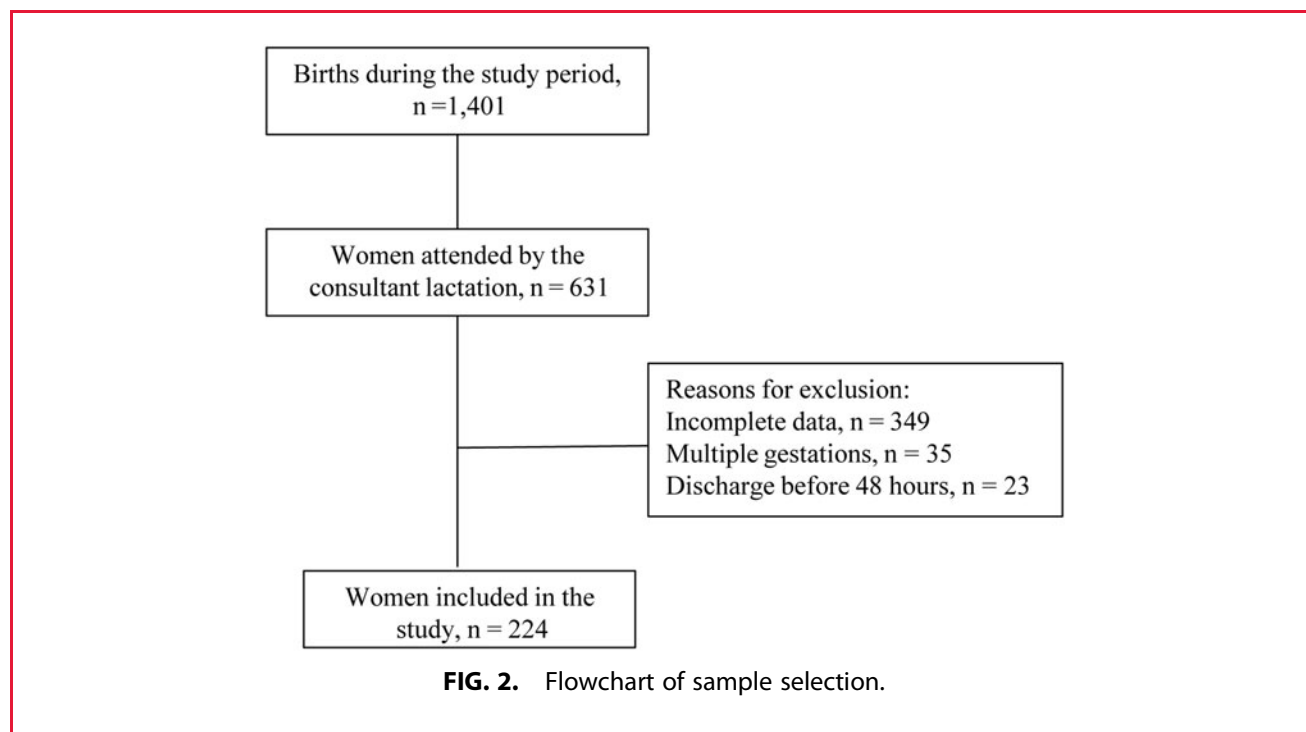 Births during the study period,
n =1,401
Women attended by the
consultant lactation, n = 631
Reasons for exclusion:
Incomplete data, n = 349
Multiple gestations, n = 35
Discharge before 48 hours, n = 23
Women included in the
study, n = 224
FIG. 2. Flowchart of sample selection.